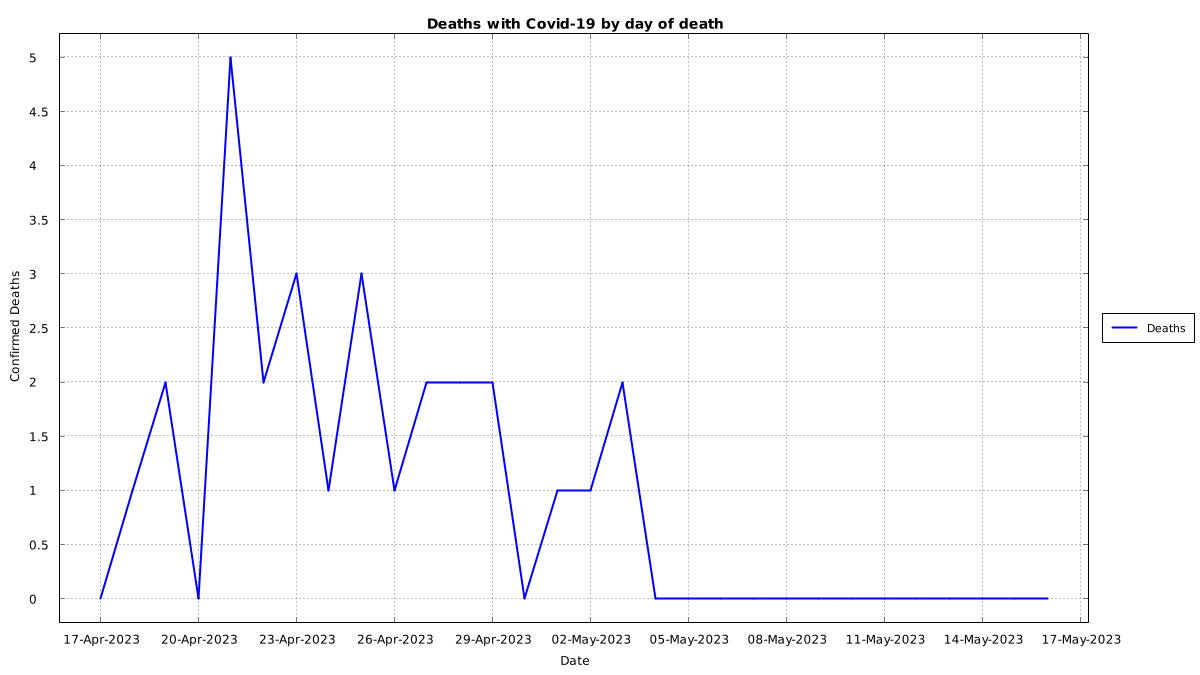 Deaths with Covid-19 by day of death
5
4.5
4
3.5
3
2.5
2
1.5
1
0.5
0
Confirmed Deaths
17-Apr-2023 20-Apr-2023 23-Apr-2023 26-Apr-2023 29-Apr-2023 02-May-2023 05-May-2023 08-May-2023 11-May-2023 14-May-2023 17-May-2023
Date
Deaths